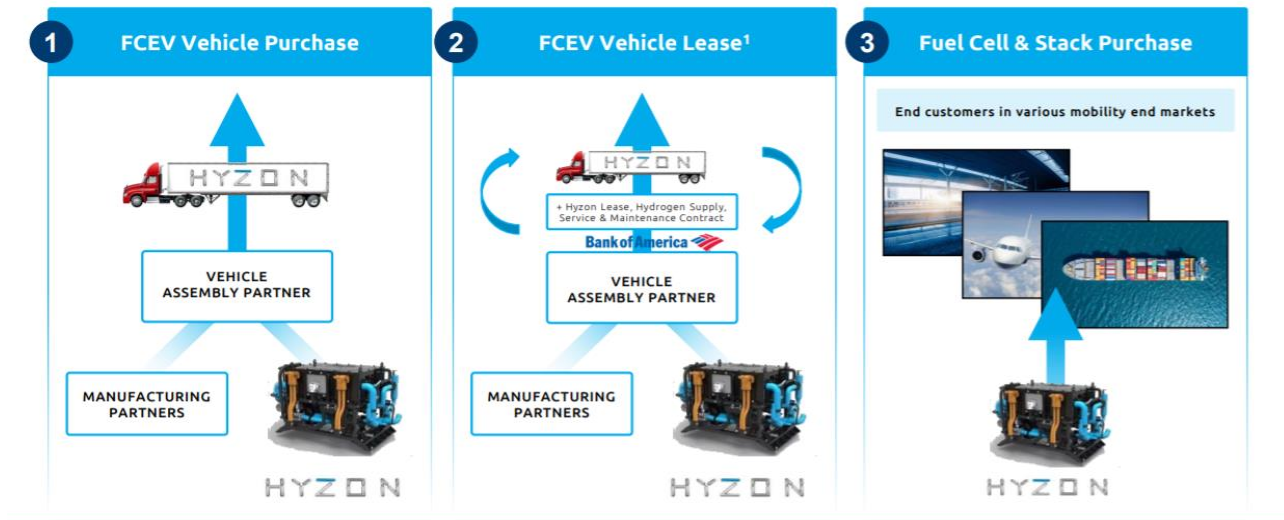 1
FCEV Vehicle Purchase
HYZON
VEHICLE
ASSEMBLY PARTNER
MANUFACTURING
PARTNERS
HYZON
2
FCEV Vehicle Lease¹
HYZON
+ Hyzon Lease, Hydrogen Supply,
Service & Maintenance Contract
Bank of America
VEHICLE
ASSEMBLY PARTNER
MANUFACTURING
PARTNERS
HYZON
3
Fuel Cell & Stack Purchase
End customers in various mobility end markets
HYZON